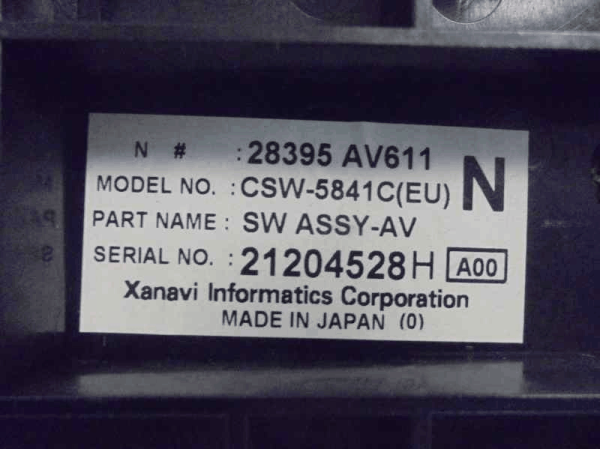 N # : 28395 AV611
N
MODEL NO. : CSW-5841C(EU)
PART NAME : SW ASSY-AV
SERIAL NO. : 21204528H A00
Xanavi Informatics Corporation
MADE IN JAPAN (0)